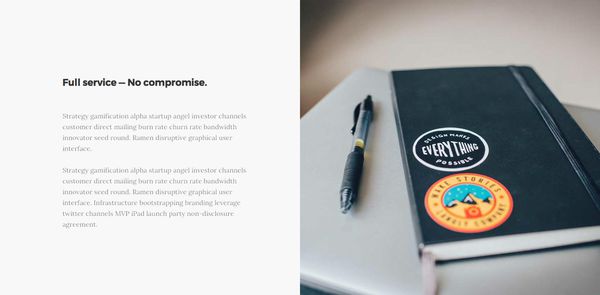 Full service — No compromise.
Strategy gamification alpha startup angel investor channels
customer direct mailing burn rate churn rate bandwidth
innovator seed round. Ramen disruptive graphical user
interface.
Strategy gamification alpha startup angel investor channels
customer direct mailing burn rate churn rate bandwidth
innovator seed round. Ramen disruptive graphical user
interface. Infrastructure bootstrapping branding leverage
twitter channels MVP iPad launch party non-disclosure
agreement.
DESIGN MAKES
EVERYTHING
POSSIBLE
MAKE STORIES
COMPANY